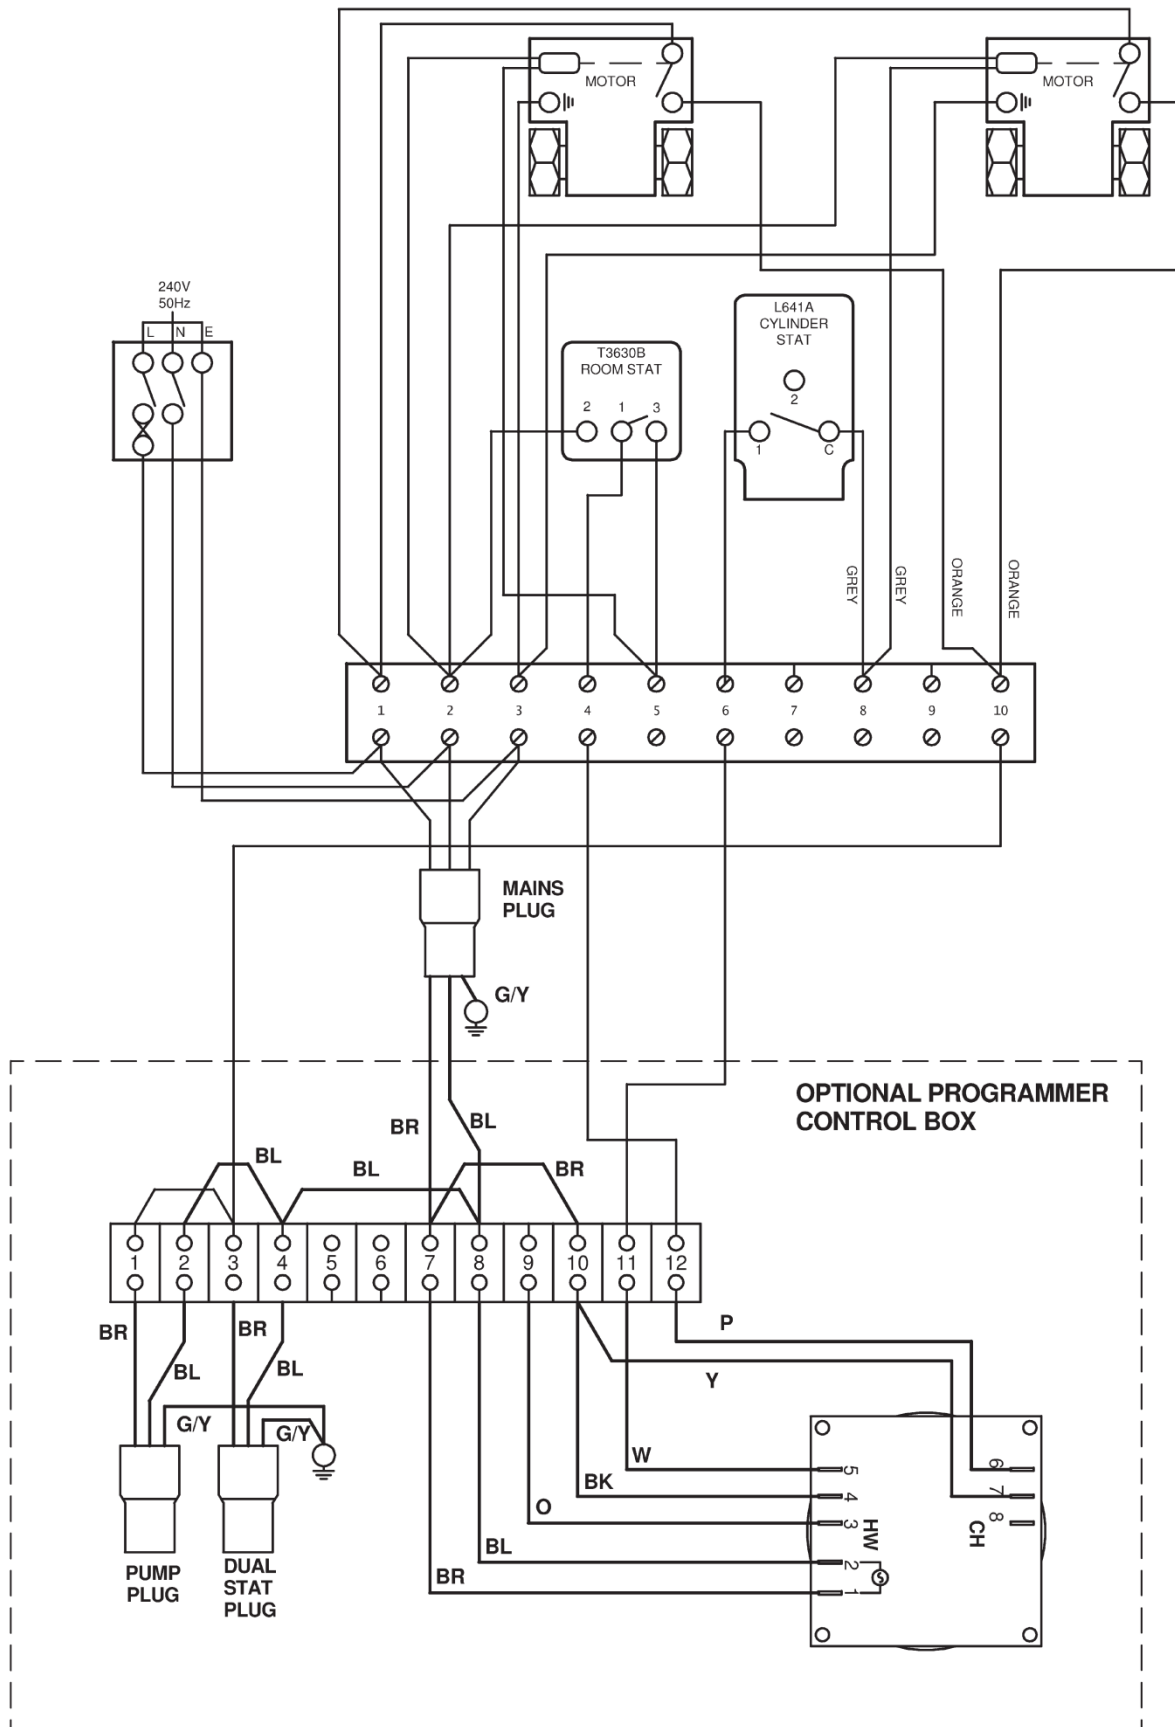 MOTOR
MOTOR
240V
50Hz
L N E
T3630B
ROOM STAT
2 1 3
L641A
CYLINDER
STAT
2
1 C
GREY
GREY
ORANGE
ORANGE
1 2 3 4 5 6 7 8 9 10
MAINS
PLUG
G/Y
OPTIONAL PROGRAMMER
CONTROL BOX
BR
BL
BL
BL
BR
1 2 3 4 5 6 7 8 9 10 11 12
BR
BL
BR
BL
G/Y
G/Y
PUMP
PLUG
DUAL
STAT
PLUG
P
Y
W
BK
O
BL
BR
5
4
3
2
1
HW
6
7
8
CH